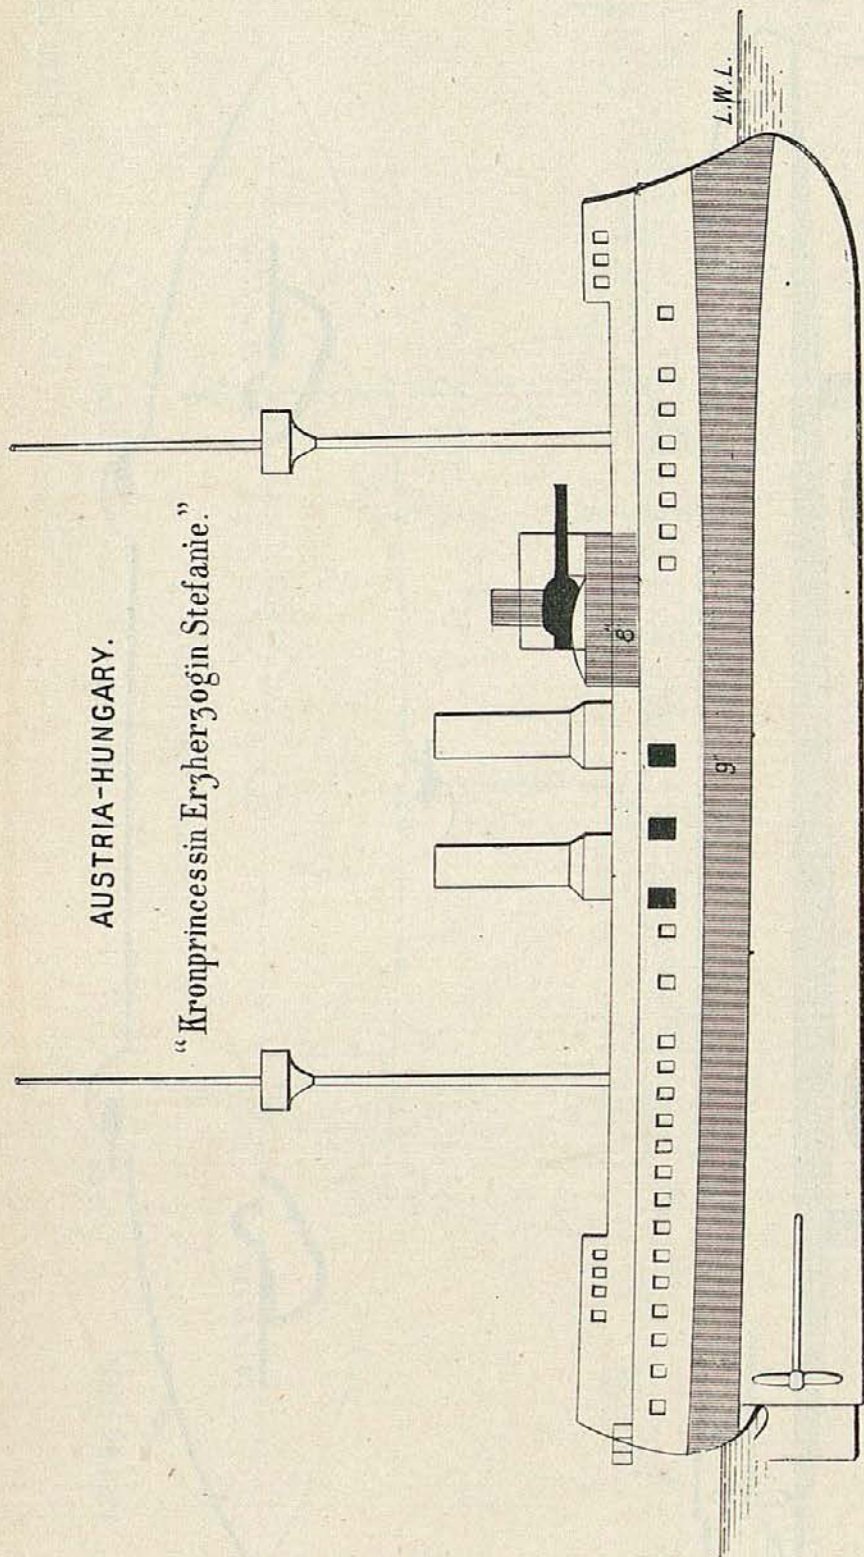 AUSTRIA-HUNGARY.
“Kronprincessin Erzherzogin Stefanie.”
L.W.L.
8"
9"